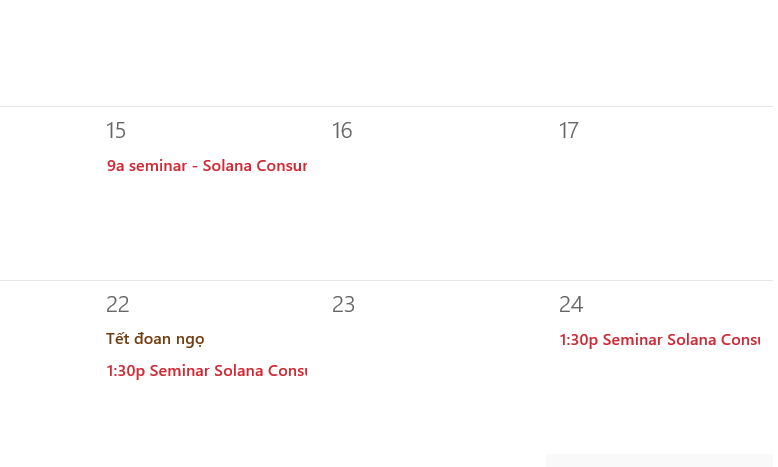 15 16 17
9a seminar - Solana
22 23 24
Tết đoan ngọ
1:30p Seminar Solana Consu 1:30p Seminar Solana Consu